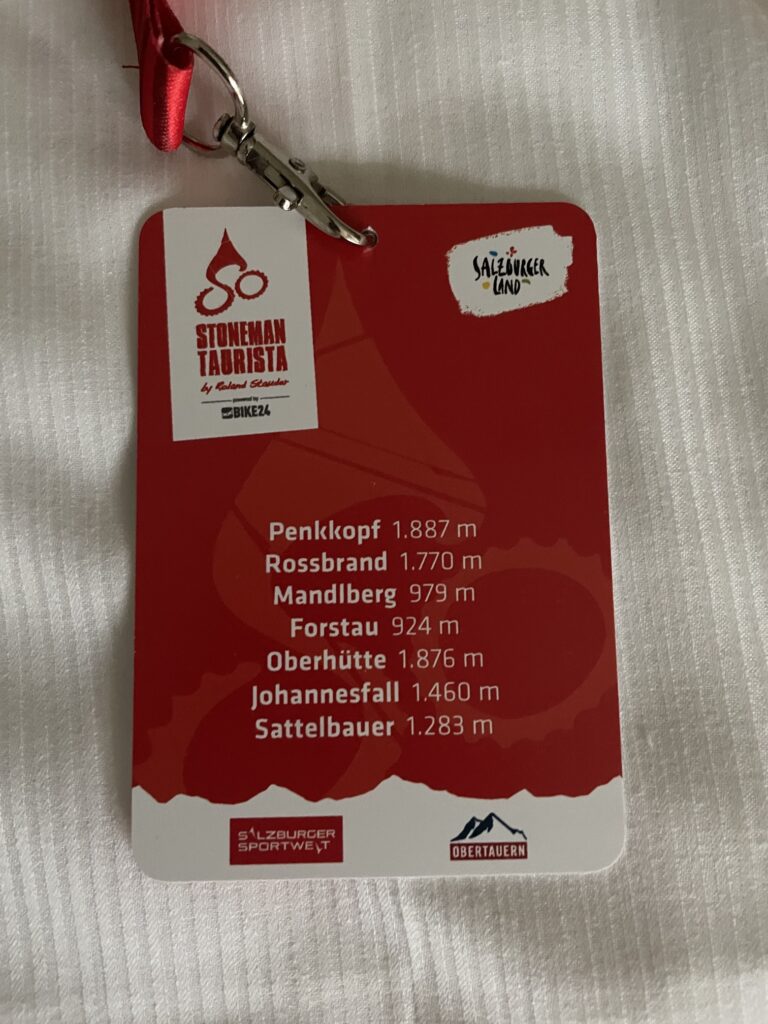 STONEMAN
TAURISTA
by Roland Stauder
powered by
BIKE24
SALZBURGER
LAND
Penkkopf 1.887 m
Rossbrand 1.770 m
Mandlberg 979 m
Forstau 924 m
Oberhütte 1.876 m
Johannesfall 1.460 m
Sattelbauer 1.283 m
SALZBURGER
SPORTWELT
OBERTAUERN